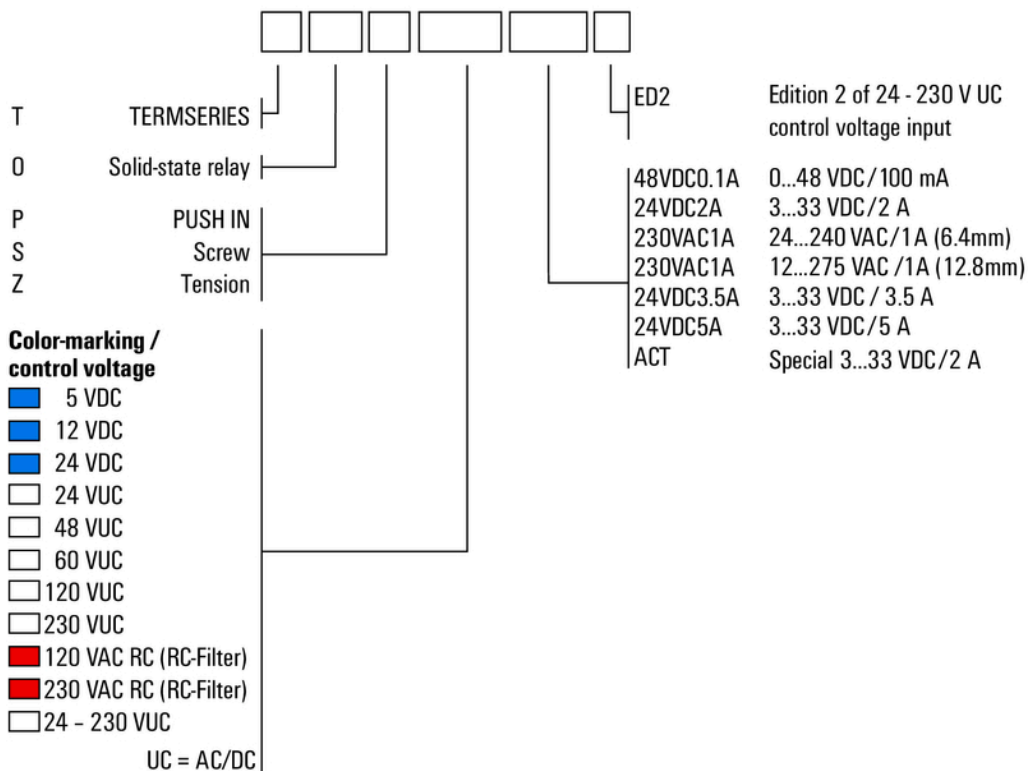 T TERMSERIES
O Solid-state relay
P PUSH IN
S Screw
Z Tension
Color-marking /
control voltage
5 VDC
12 VDC
24 VDC
24 VUC
48 VUC
60 VUC
120 VUC
230 VUC
120 VAC RC (RC-Filter)
230 VAC RC (RC-Filter)
24 – 230 VUC
UC = AC/DC
ED2 Edition 2 of 24 - 230 V UC
control voltage input
48VDC0.1A 0...48 VDC/100 mA
24VDC2A 3...33 VDC/2 A
230VAC1A 24...240 VAC/1A (6.4mm)
230VAC1A 12...275 VAC /1A (12.8mm)
24VDC3.5A 3...33 VDC / 3.5 A
24VDC5A 3...33 VDC/5 A
ACT Special 3...33 VDC/2 A